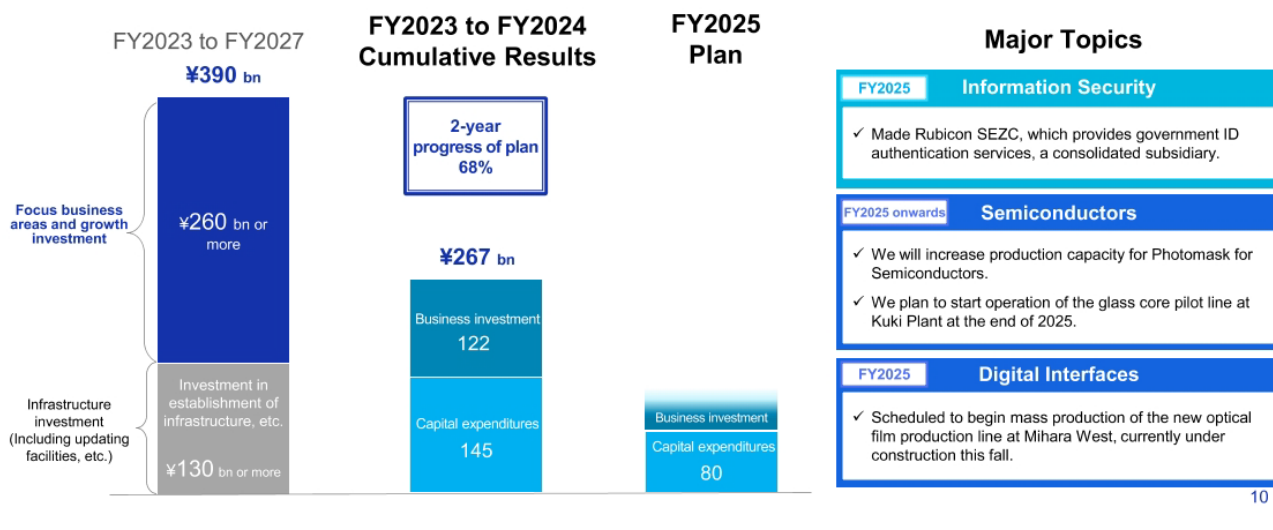 FY2023 to FY2027
¥390 bn
Focus business
areas and growth
investment
¥260 bn or
more
Infrastructure
investment
(Including updating
facilities, etc.)
Investment in
establishment of
infrastructure, etc.
¥130 bn or more
FY2023 to FY2024
Cumulative Results
2-year
progress of plan
68%
¥267 bn
Business investment
122
Capital expenditures
145
FY2025
Plan
Business investment
Capital expenditures
80
Major Topics
FY2025 Information Security
✓ Made Rubicon SEZC, which provides government ID
authentication services, a consolidated subsidiary.
FY2025 onwards Semiconductors
✓ We will increase production capacity for Photomask for
Semiconductors.
✓ We plan to start operation of the glass core pilot line at
Kuki Plant at the end of 2025.
FY2025 Digital Interfaces
✓ Scheduled to begin mass production of the new optical
film production line at Mihara West, currently under
construction this fall.
10